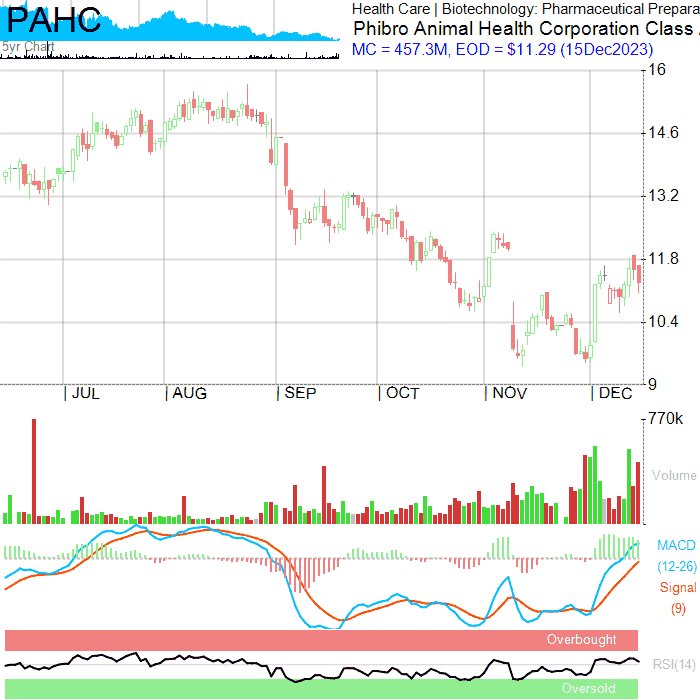 PAHC
5yr Chart
Health Care | Biotechnology: Pharmaceutical Prepara
Phibro Animal Health Corporation Class
MC = 457.3M, EOD = $11.29 (15Dec2023)
16
14.6
13.2
11.8
10.4
9
JUL AUG SEP OCT NOV DEC
770k
Volume
MACD
(12-26)
Signal
(9)
Overbought
RSI(14)
Oversold